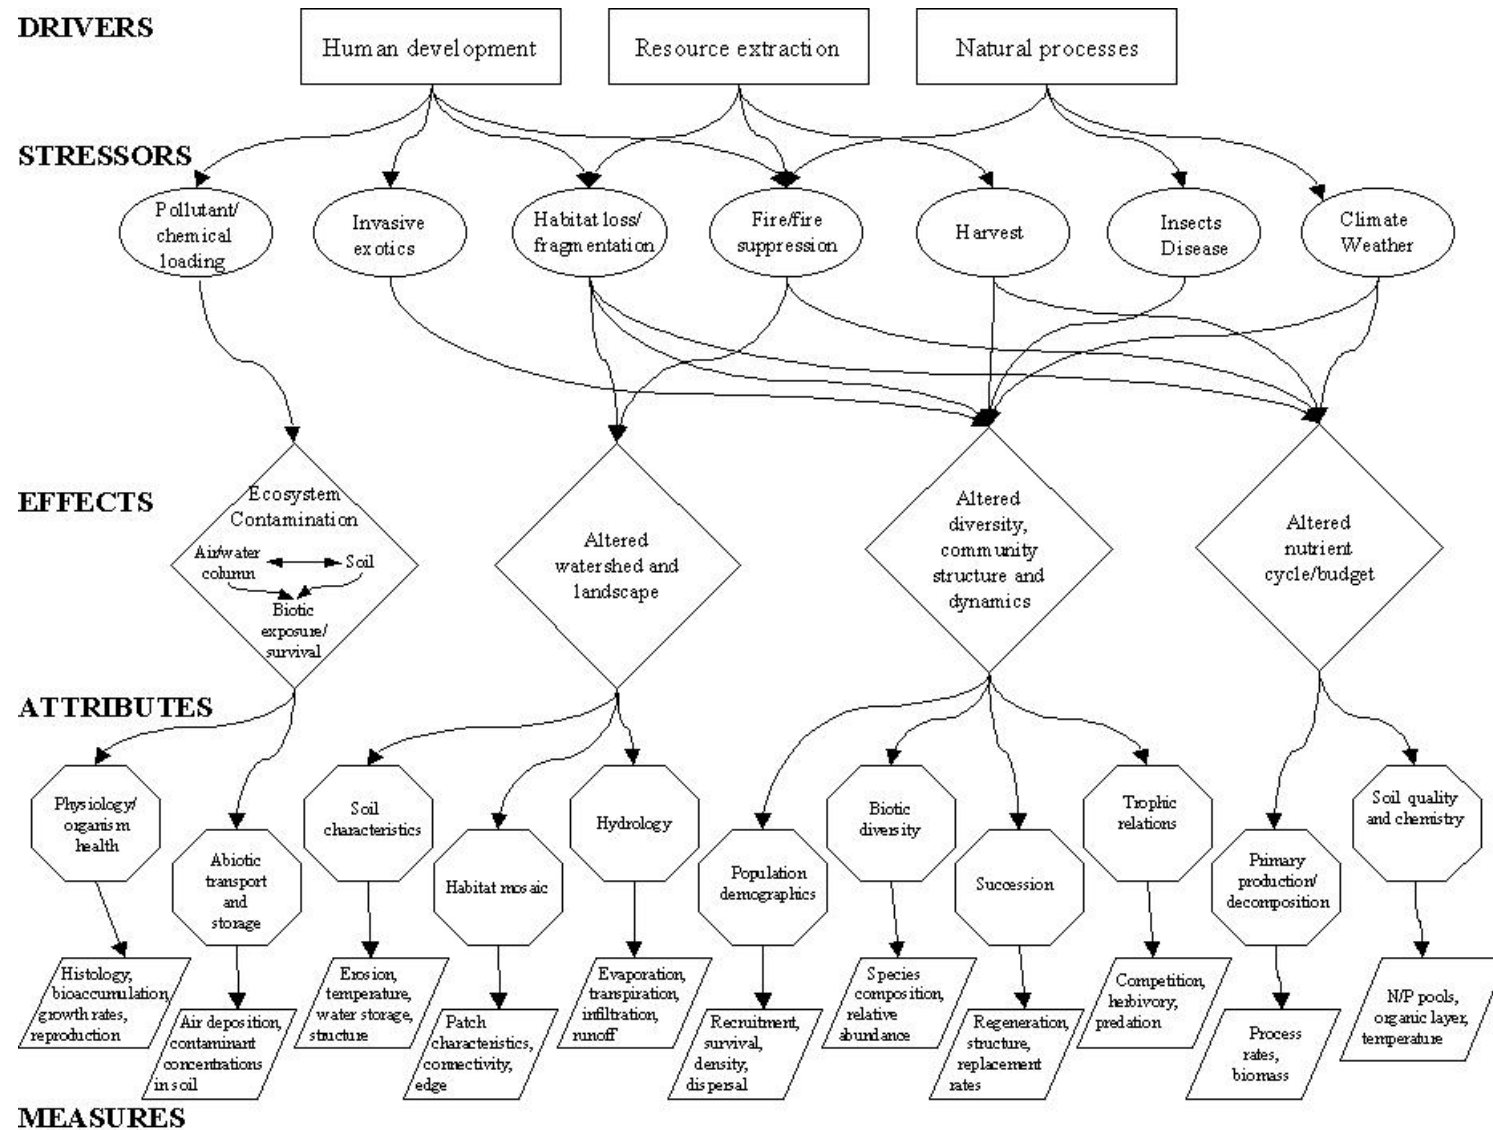 DRIVERS
Human development
Resource extraction
Natural processes
STRESSORS
Pollutant/
chemical
loading
Invasive
exotics
Habitat loss/
fragmentation
Fire/fire
suppression
Harvest
Insects
Disease
Climate
Weather
EFFECTS
Ecosystem
Contamination
Air/water
column
Soil
Biotic
exposure/
survival
Altered
watershed and
landscape
Altered
diversity,
community
structure and
dynamics
Altered
nutrient
cycle/budget
ATTRIBUTES
Physiology/
organism
health
Abiotic
transport
and
storage
Soil
characteristics
Habitat mosaic
Hydrology
Population
demographics
Biotic
diversity
Succession
Trophic
relations
Primary
production/
decomposition
Soil quality
and chemistry
Histology,
bioaccumulation,
growth rates,
reproduction
Air deposition,
contaminant
concentrations
in soil
Erosion,
temperature,
water storage,
structure
Patch
characteristics,
connectivity,
edge
Evaporation,
transpiration,
infiltration,
runoff
Recruitment,
survival,
density,
dispersal
Species
composition,
relative
abundance
Regeneration,
structure,
replacement
rates
Competition,
herbivory,
predation
Process
rates,
biomass
N/P pools,
organic layer,
temperature
MEASURES